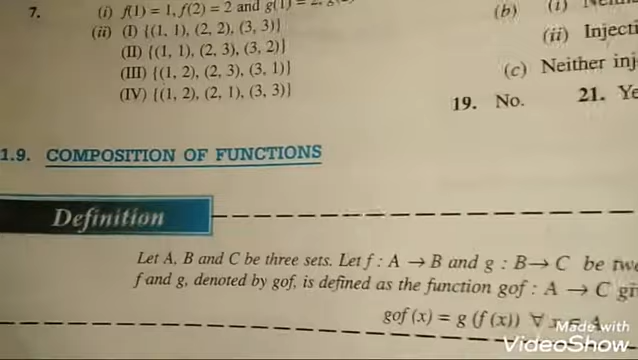 7. (i) f(1) = 1, f(2) = 2 and g(1) = 2,
(ii) (I) {(1, 1), (2, 2), (3, 3)}
(II) {(1, 1), (2, 3), (3, 2)}
(III) {(1, 2), (2, 3), (3, 1)}
(IV) {(1, 2), (2, 1), (3, 3)}
(b) (i)
(ii) Injecti
(c) Neither inj
19. No. 21. Ye
1.9. COMPOSITION OF FUNCTIONS
Definition
Let A, B and C be three sets. Let f : A → B and g : B → C be tw
f and g, denoted by gof, is defined as the function gof : A → C gi
gof (x) = g (f (x)) ∀ x ∈ A
Made with
VideoShow